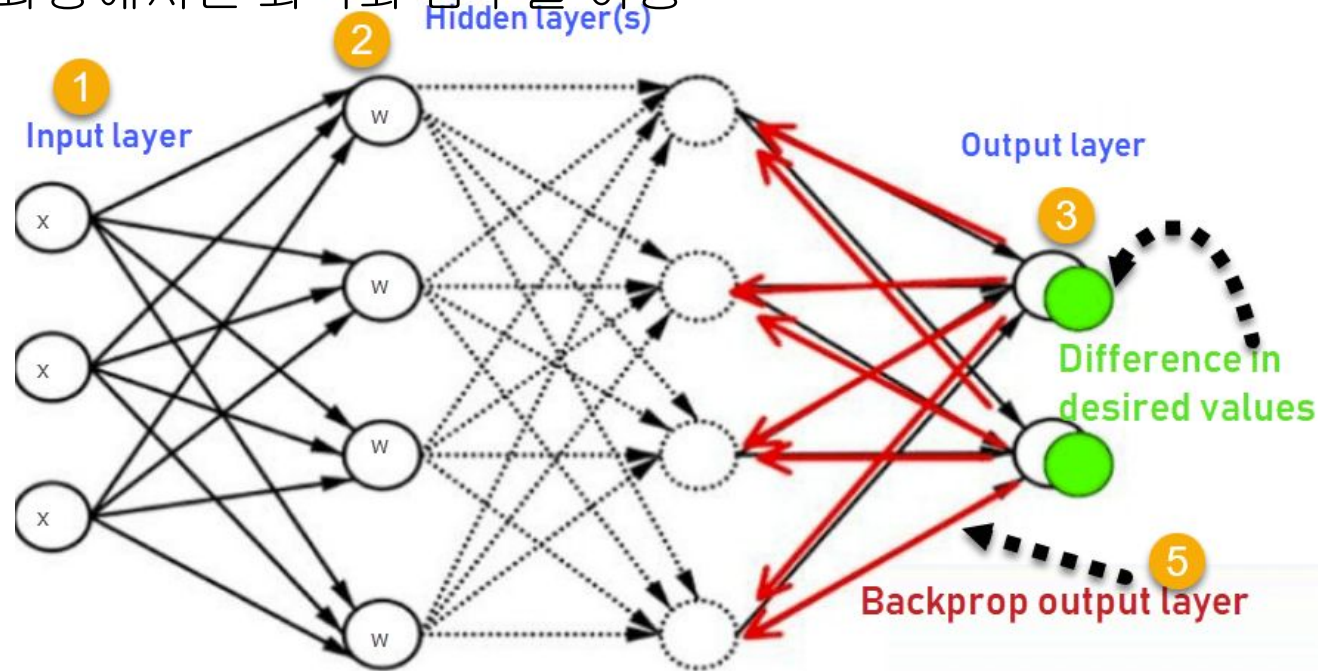 Hidden layer(s)
2
1
Input layer
Output layer
3
w
x
w
x
w
x
w
Difference in
desired values
5
Backprop output layer